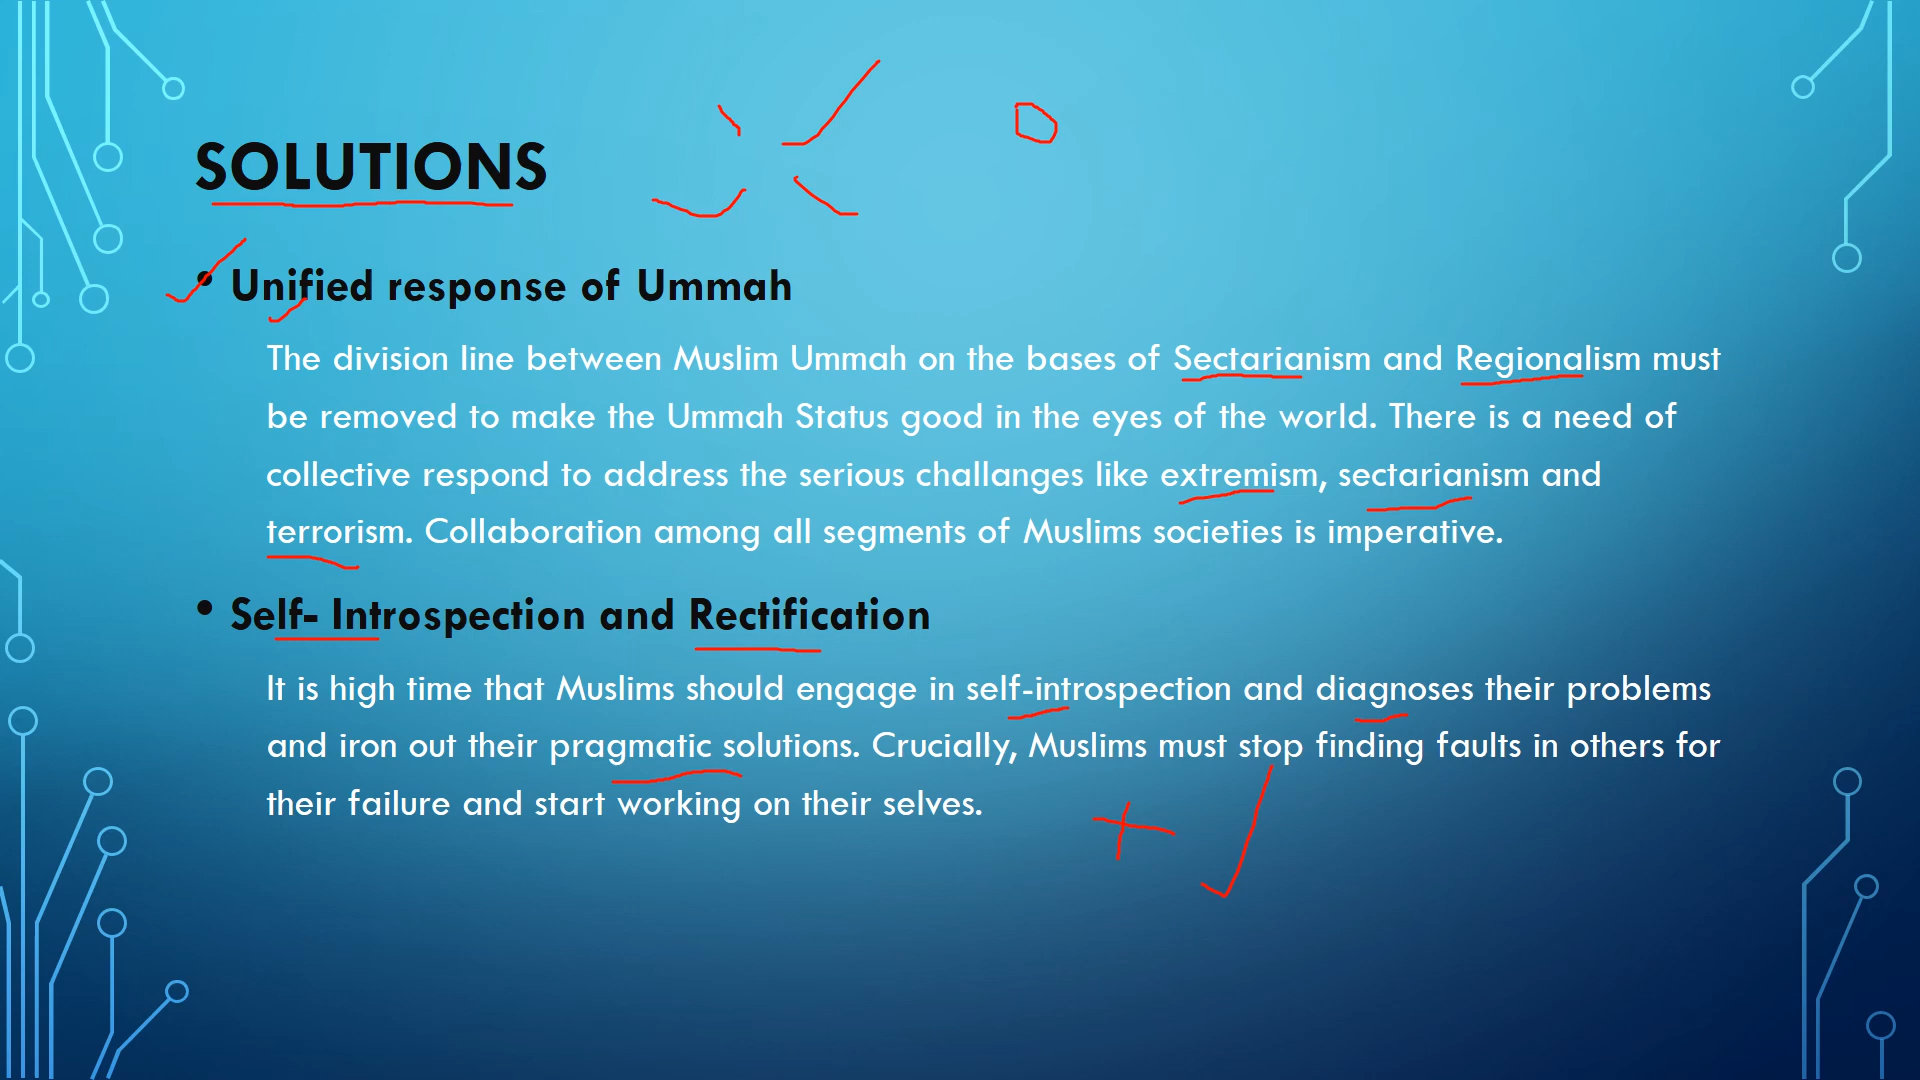 SOLUTIONS
• Unified response of Ummah
The division line between Muslim Ummah on the bases of Sectarianism and Regionalism must
be removed to make the Ummah Status good in the eyes of the world. There is a need of
collective respond to address the serious challanges like extremism, sectarianism and
terrorism. Collaboration among all segments of Muslims societies is imperative.
• Self- Introspection and Rectification
It is high time that Muslims should engage in self-introspection and diagnoses their problems
and iron out their pragmatic solutions. Crucially, Muslims must stop finding faults in others for
their failure and start working on their selves.